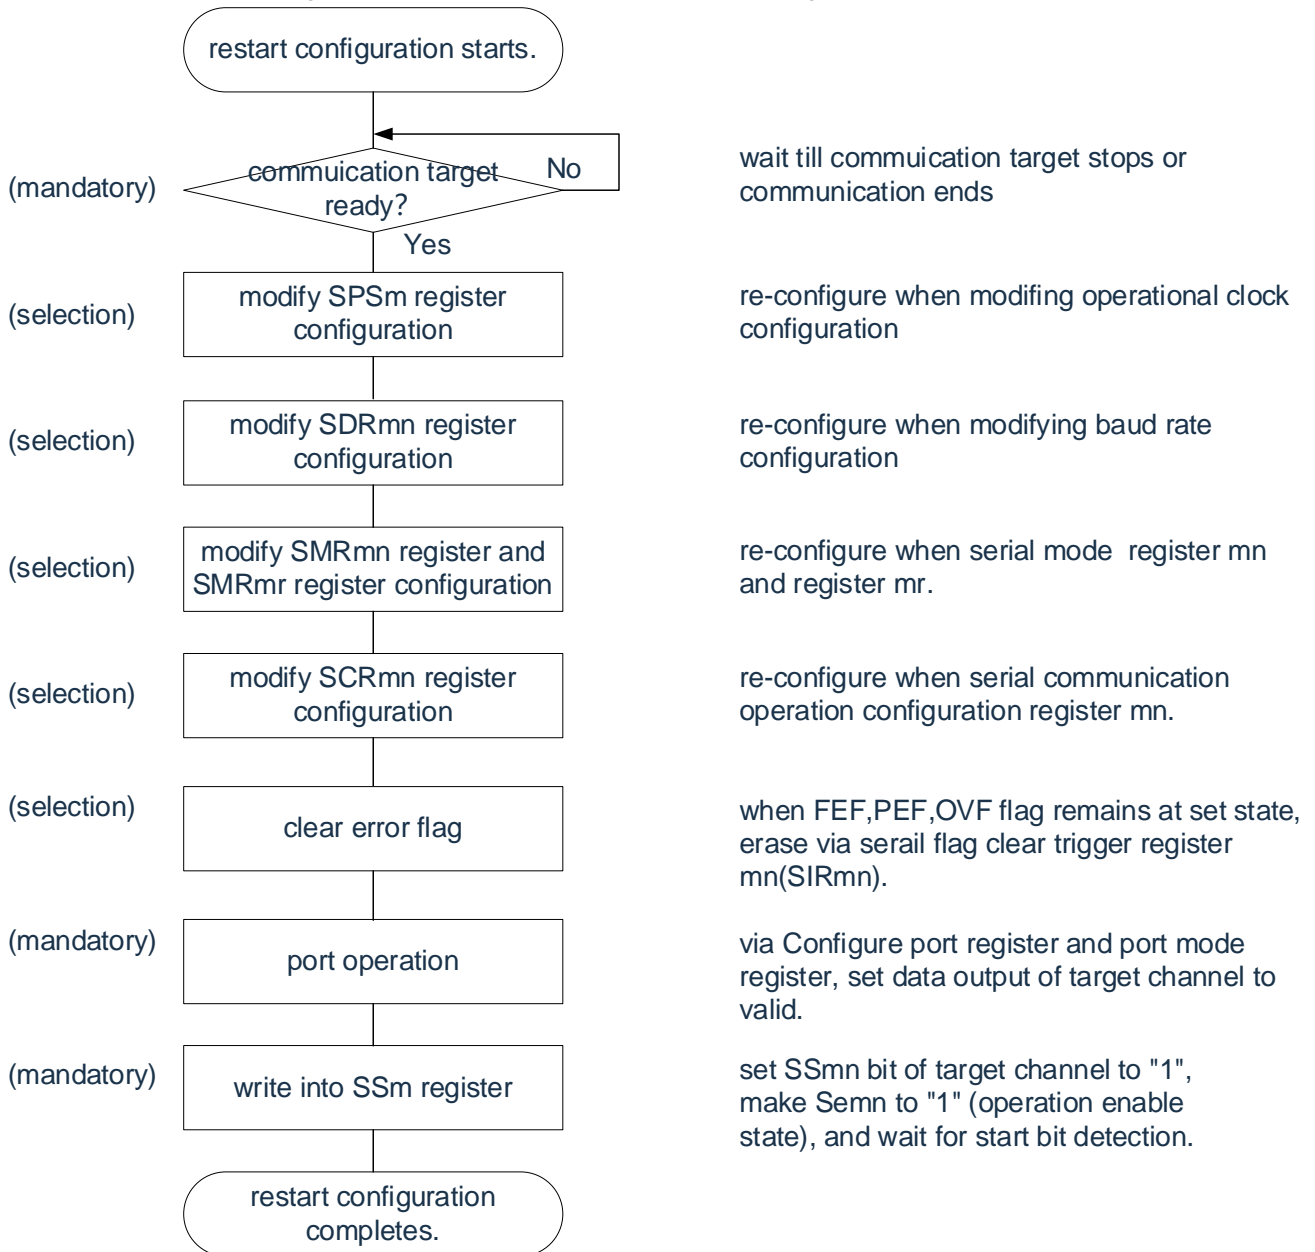 restart configuration starts.
(mandatory)
commuication target
ready?
No
Yes
wait till commuication target stops or
communication ends
(selection)
modify SPSm register
configuration
re-configure when modifing operational clock
configuration
(selection)
modify SDRmn register
configuration
re-configure when modifying baud rate
configuration
(selection)
modify SMRmn register and
SMRmr register configuration
re-configure when serial mode  register mn
and register mr.
(selection)
modify SCRmn register
configuration
re-configure when serial communication
operation configuration register mn.
(selection)
clear error flag
when FEF,PEF,OVF flag remains at set state,
erase via serail flag clear trigger register
mn(SIRmn).
(mandatory)
port operation
via Configure port register and port mode
register, set data output of target channel to
valid.
(mandatory)
write into SSm register
set SSmn bit of target channel to "1",
make Semn to "1" (operation enable
state), and wait for start bit detection.
restart configuration
completes.